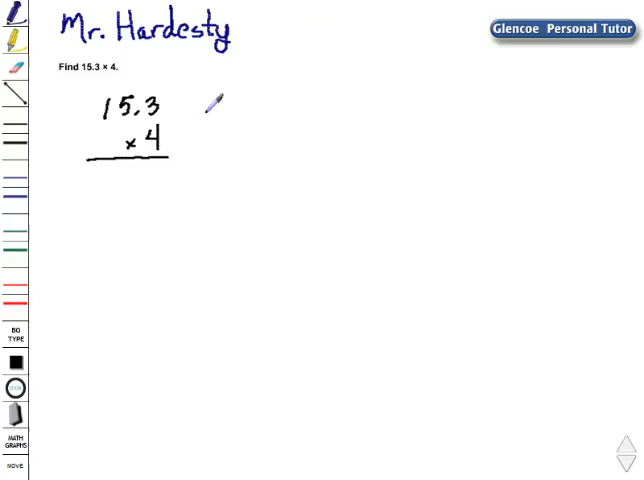 Mr. Hardesty
Glencoe Personal Tutor
Find 15.3 × 4.
15.3
× 4
BG
TYPE
MATH
GRAPHS
MOVE